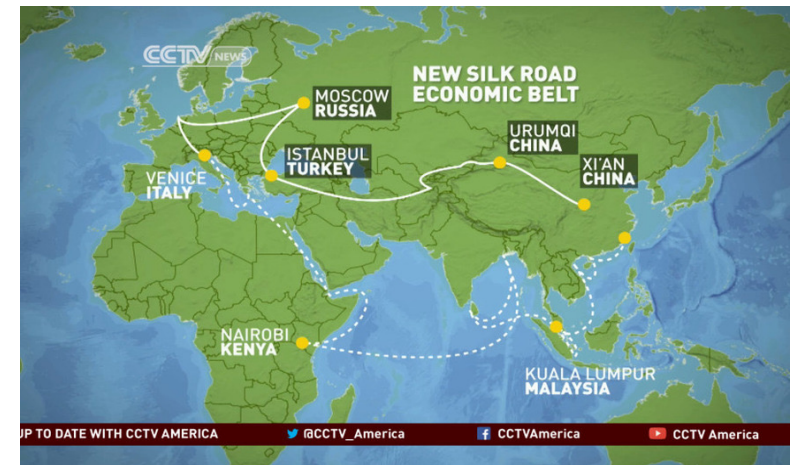 CCTV NEWS
NEW SILK ROAD
ECONOMIC BELT
MOSCOW
RUSSIA
URUMQI
CHINA
ISTANBUL
TURKEY
XI'AN
CHINA
VENICE
ITALY
NAIROBI
KENYA
KUALA LUMPUR
MALAYSIA
UP TO DATE WITH CCTV AMERICA @CCTV_America CCTVAmerica CCTV America